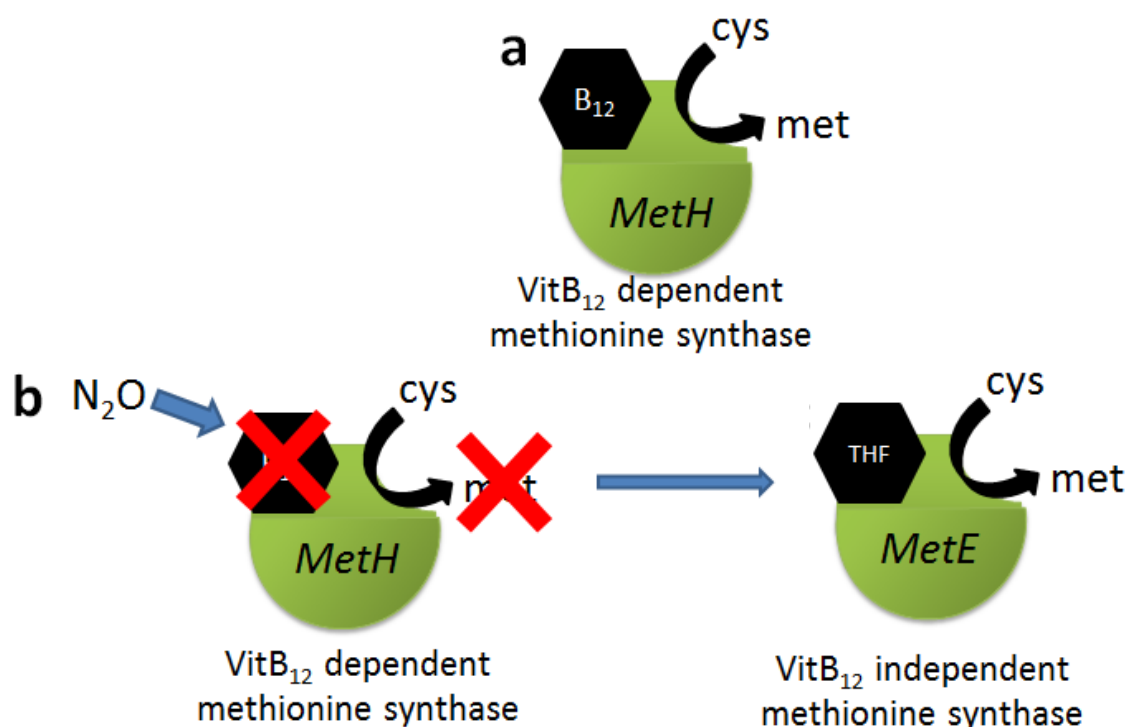 a
cys
B₁₂
met
MetH
VitB₁₂ dependent
methionine synthase
b
N₂O
cys
met
MetH
VitB₁₂ dependent
methionine synthase
cys
THF
met
MetE
VitB₁₂ independent
methionine synthase